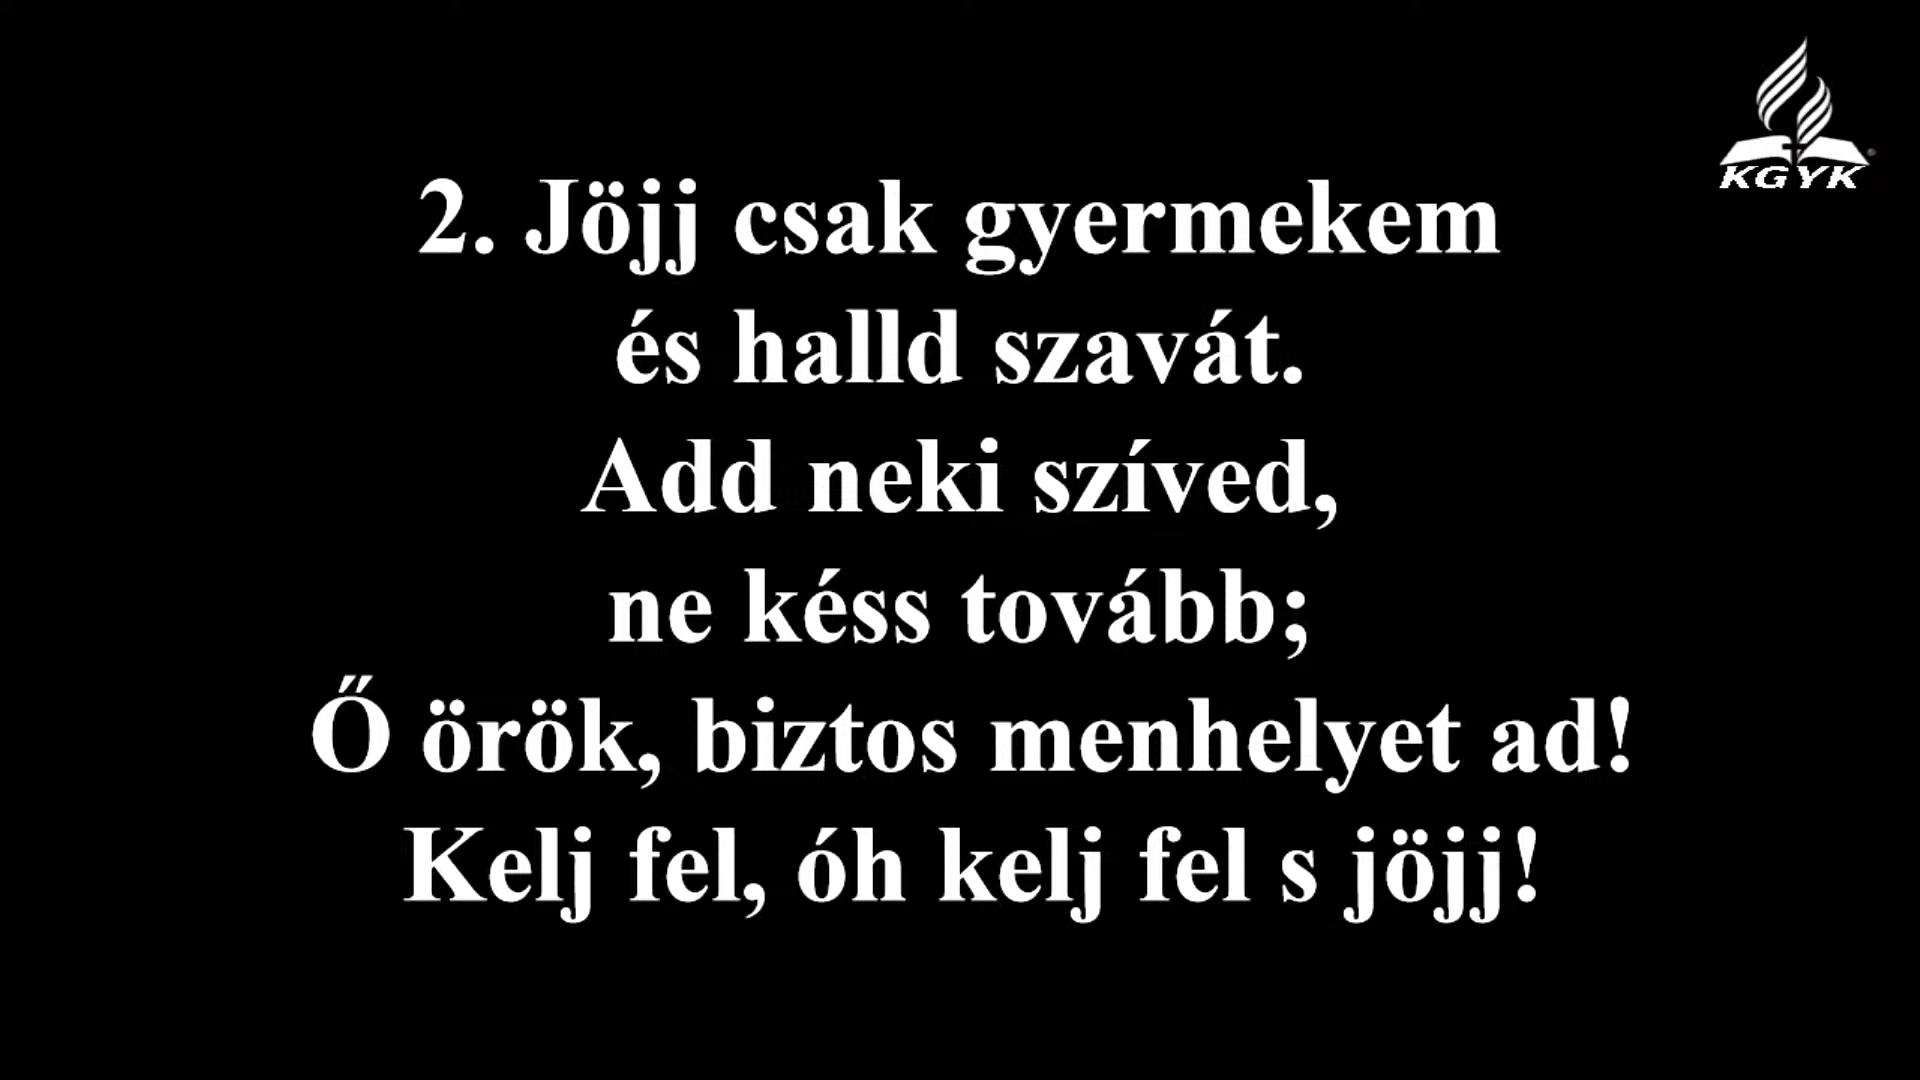 KGYK
2. Jöjj csak gyermekem
és halld szavát.
Add neki szíved,
ne késs tovább;
Ő örök, biztos menhelyet ad!
Kelj fel, óh kelj fel s jöjj!